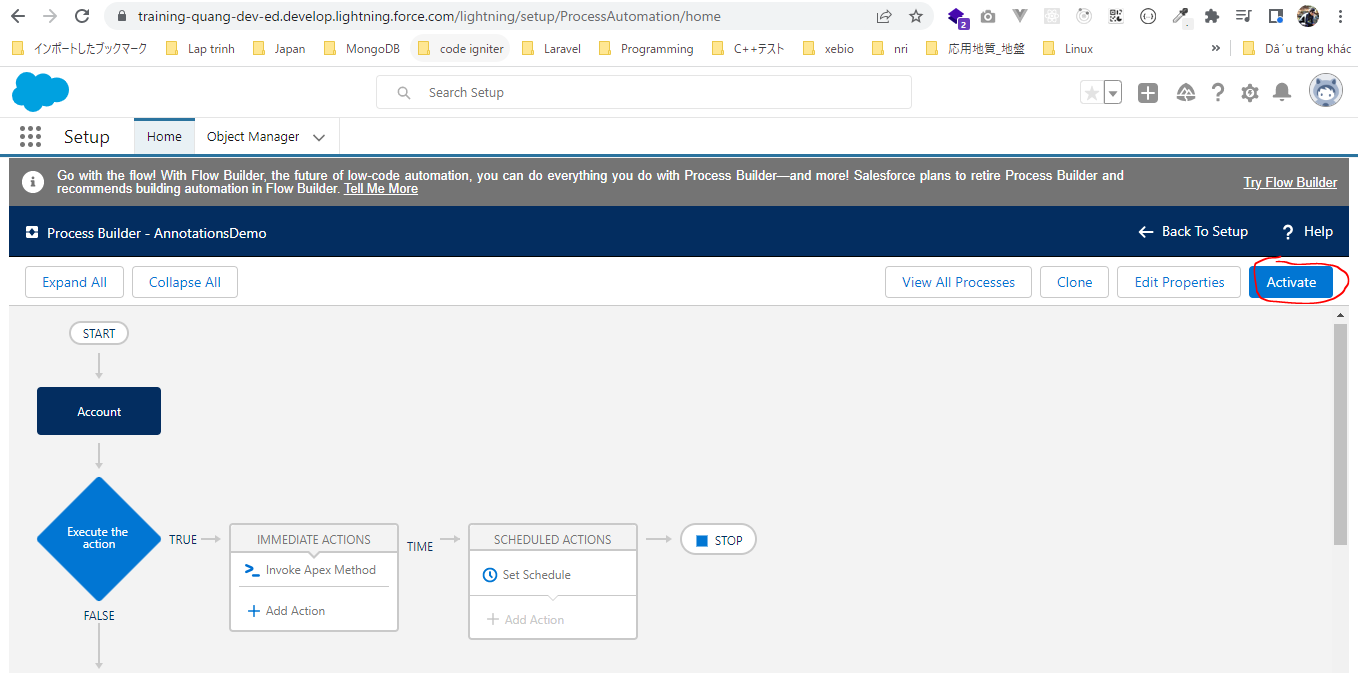 training-quang-dev-ed.develop.lightning.force.com/lightning/setup/ProcessAutomation/home
2
インポートしたブックマーク Lap trinh Japan MongoDB code igniter Laravel Programming C++テスト xebio nri 応用地質_地盤 Linux » Dấu trang khác
Search Setup
Setup Home Object Manager
Go with the flow! With Flow Builder, the future of low-code automation, you can do everything you do with Process Builder—and more! Salesforce plans to retire Process Builder and
recommends building automation in Flow Builder. Tell Me More
Try Flow Builder
Process Builder - AnnotationsDemo
Back To Setup ? Help
Expand All Collapse All View All Processes Clone Edit Properties Activate
START
Account
Execute the
action
TRUE
IMMEDIATE ACTIONS
Invoke Apex Method
+ Add Action
TIME
SCHEDULED ACTIONS
Set Schedule
+ Add Action
STOP
FALSE